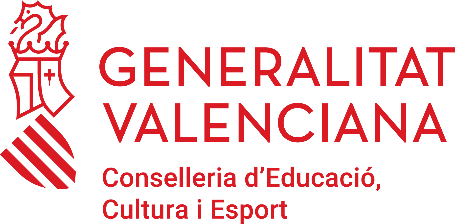 GENERALITAT
VALENCIANA
Conselleria d'Educació,
Cultura i Esport